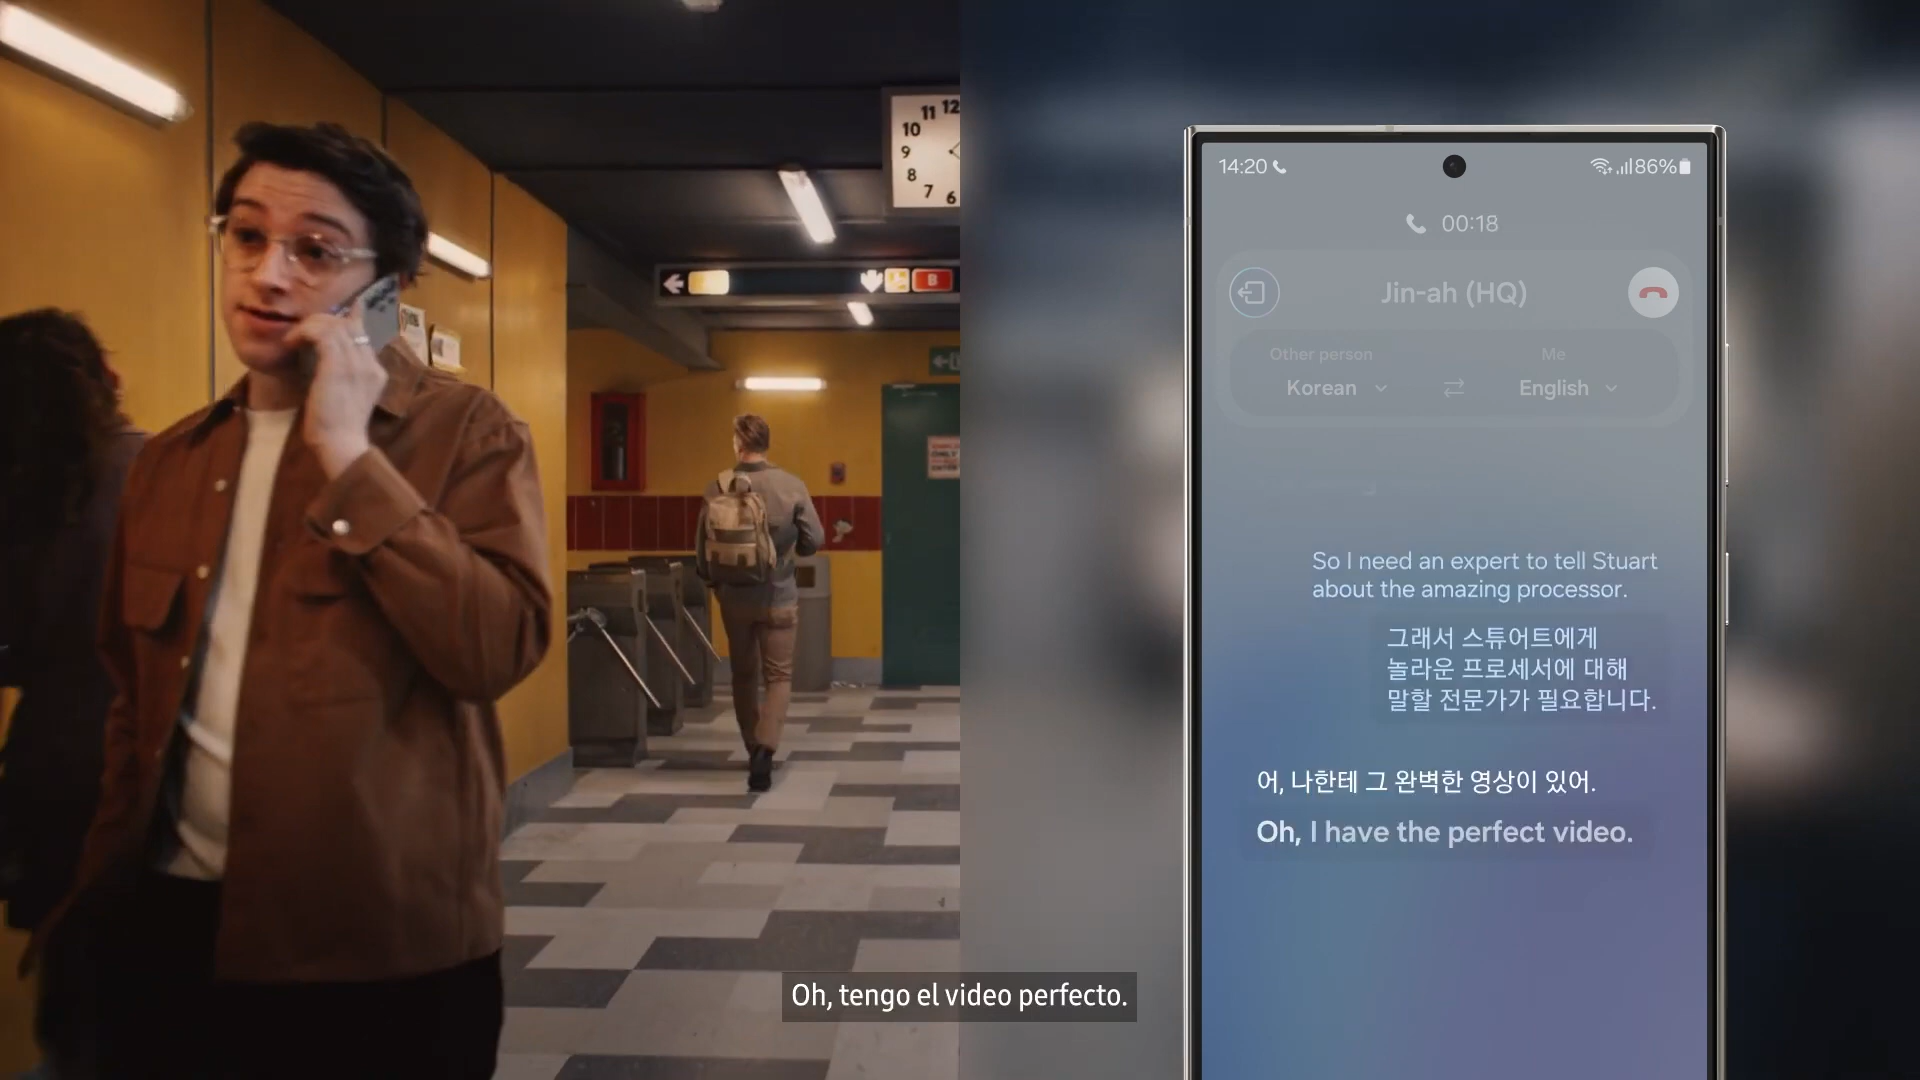 11 12
10
9
8
7
6
B
14:20
86%
00:18
Jin-ah (HQ)
Other person
Me
Korean
English
So I need an expert to tell Stuart
about the amazing processor.
그래서 스튜어트에게
놀라운 프로세서에 대해
말할 전문가가 필요합니다.
어, 나한테 그 완벽한 영상이 있어.
Oh, I have the perfect video.
Oh, tengo el video perfecto.